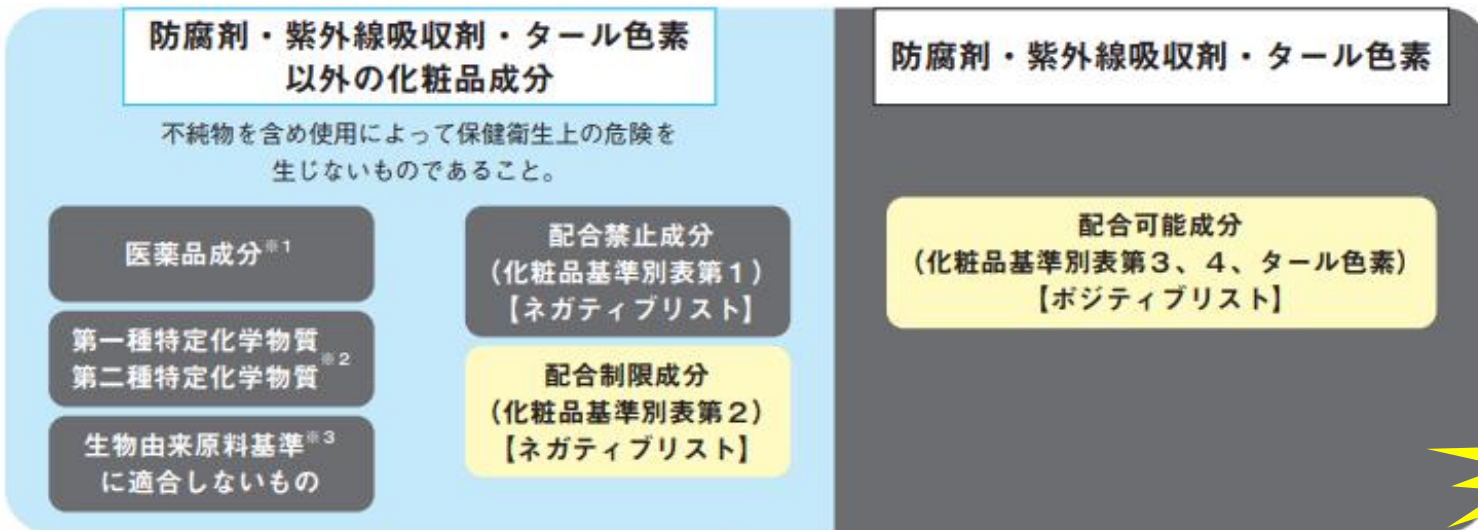 防腐剤・紫外線吸収剤・タール色素
以外の化粧品成分
不純物を含め使用によって保健衛生上の危険を
生じないものであること。
医薬品成分※1
第一種特定化学物質
第二種特定化学物質※2
生物由来原料基準※3
に適合しないもの
配合禁止成分
（化粧品基準別表第１）
【ネガティブリスト】
配合制限成分
（化粧品基準別表第２）
【ネガティブリスト】
防腐剤・紫外線吸収剤・タール色素
配合可能成分
（化粧品基準別表第３、４、タール色素）
【ポジティブリスト】